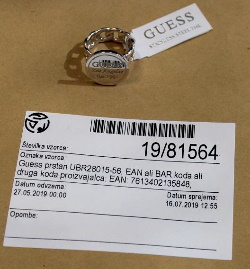 GUESS
GUESS
Številka vzorca:
19/81564
Oznaka vzorca:
Guess prstan UBR28015-56, EAN ali BAR koda ali
druga koda proizvajalca: EAN: 7613402135848,
Datum odvzema: Datum sprejema:
27.05.2019 00:00 16.07.2019 12:55
Opombe: